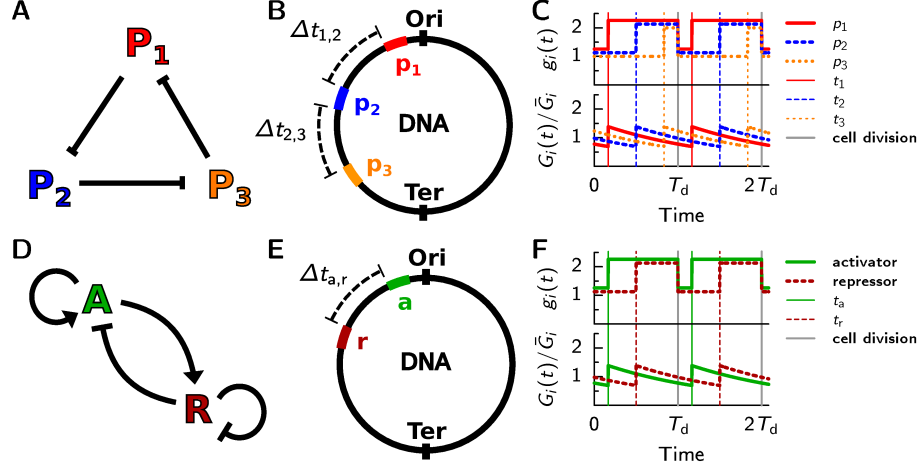 A
P1
P2
P3
B
Ori
Δt1,2
p1
p2
Δt2,3
DNA
p3
Ter
C
gi(t)
2
1
Gi(t)/Ḡi
2
1
0
Td
2Td
Time
p1
p2
p3
t1
t2
t3
cell division
D
A
R
E
Ori
Δta,r
a
r
DNA
Ter
F
gi(t)
2
1
Gi(t)/Ḡi
2
1
0
Td
2Td
Time
activator
repressor
ta
tr
cell division